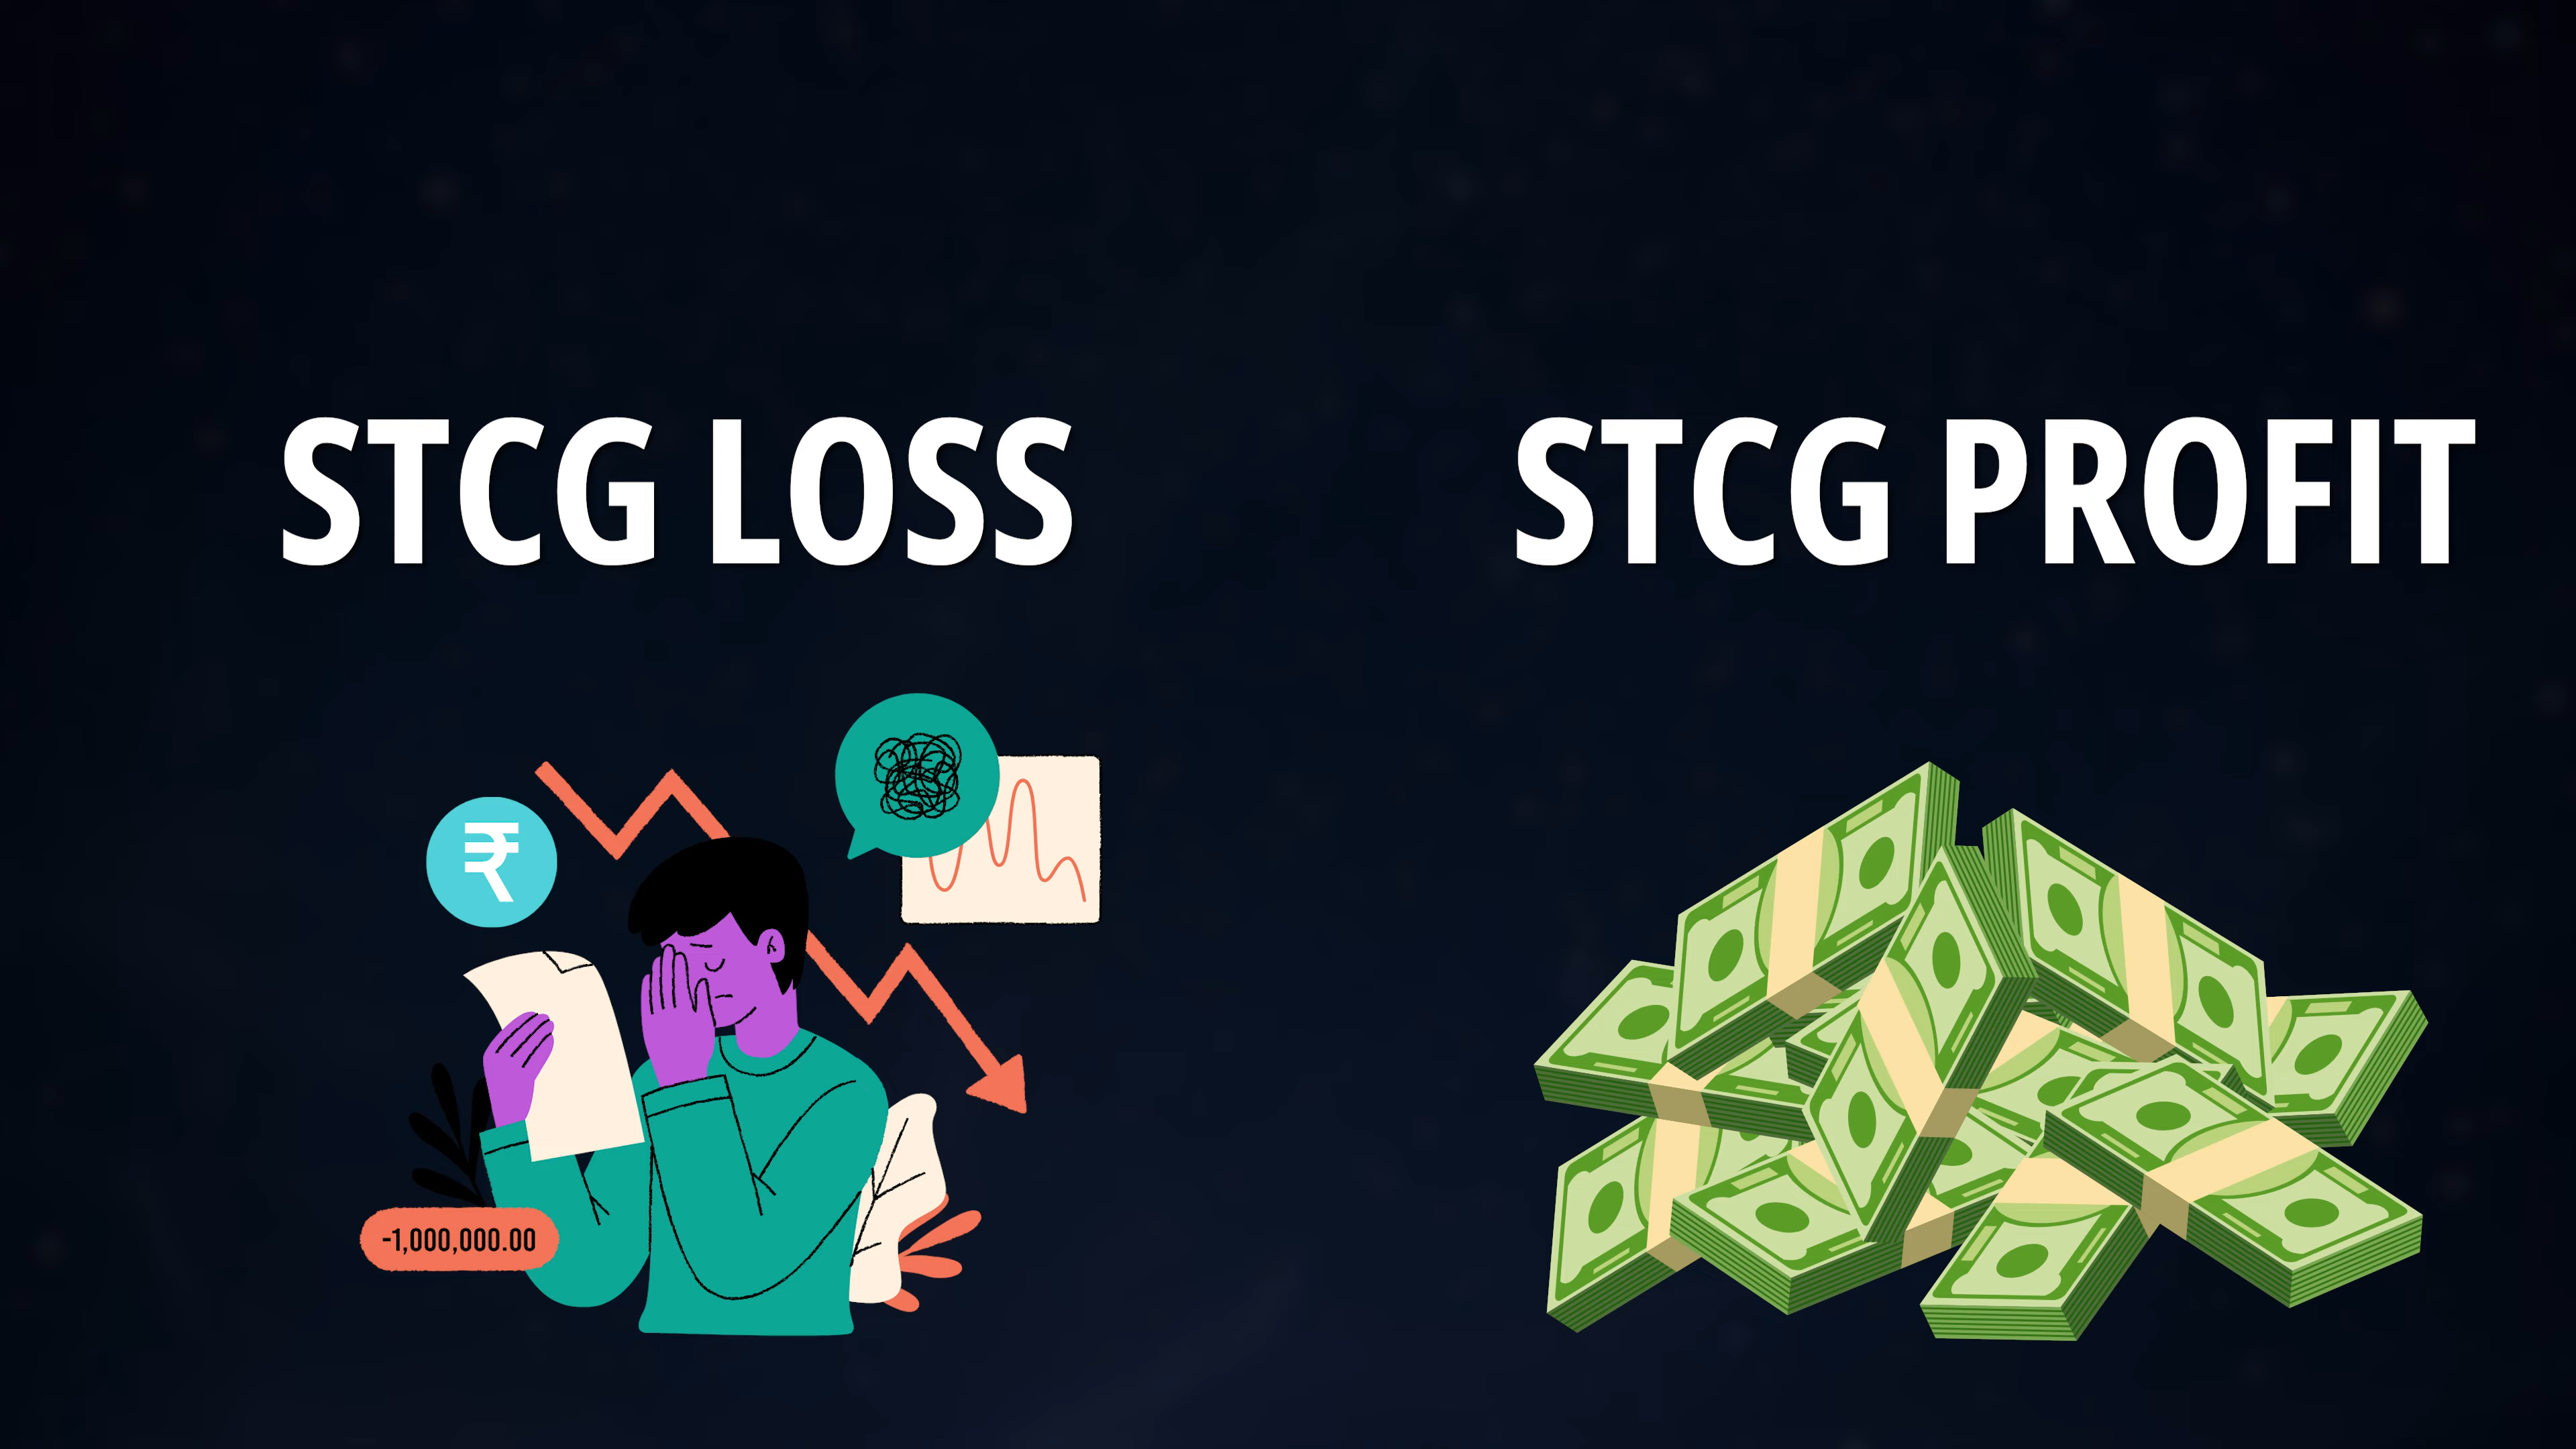 STCG LOSS
STCG PROFIT
₹
-1,000,000.00